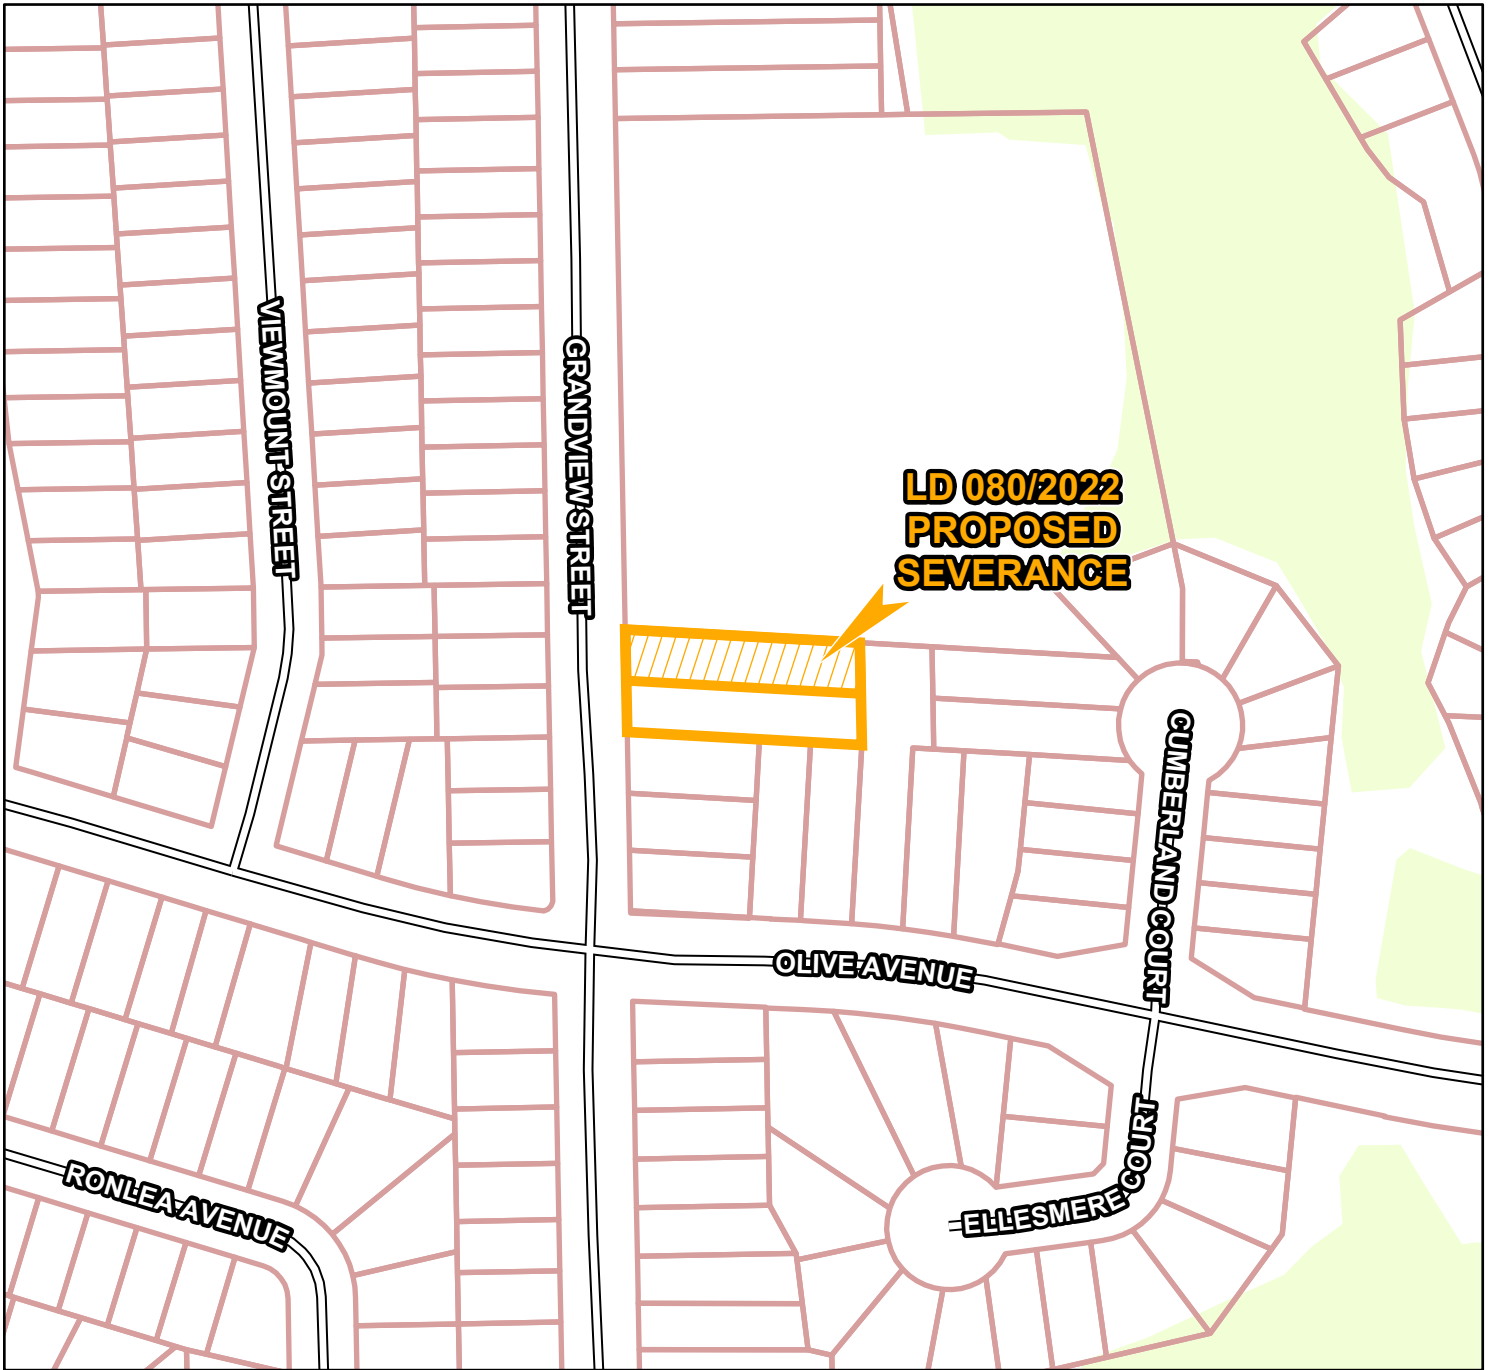 VIEWMOUNT STREET
GRANDVIEW STREET
LD 080/2022
PROPOSED
SEVERANCE
CUMBERLAND COURT
OLIVE AVENUE
RONLEA AVENUE
ELLESMERE COURT